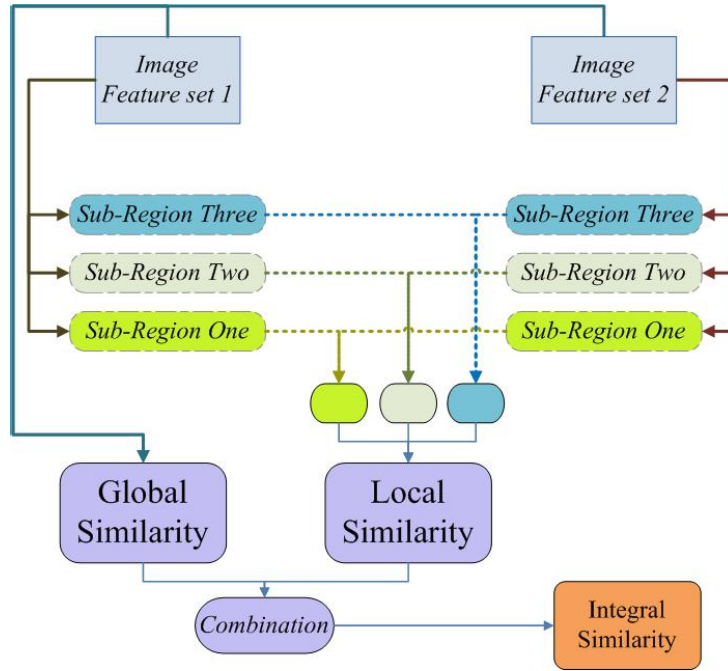 Image
Feature set 1
Image
Feature set 2
Sub-Region Three
Sub-Region Three
Sub-Region Two
Sub-Region Two
Sub-Region One
Sub-Region One
Global
Similarity
Local
Similarity
Combination
Integral
Similarity